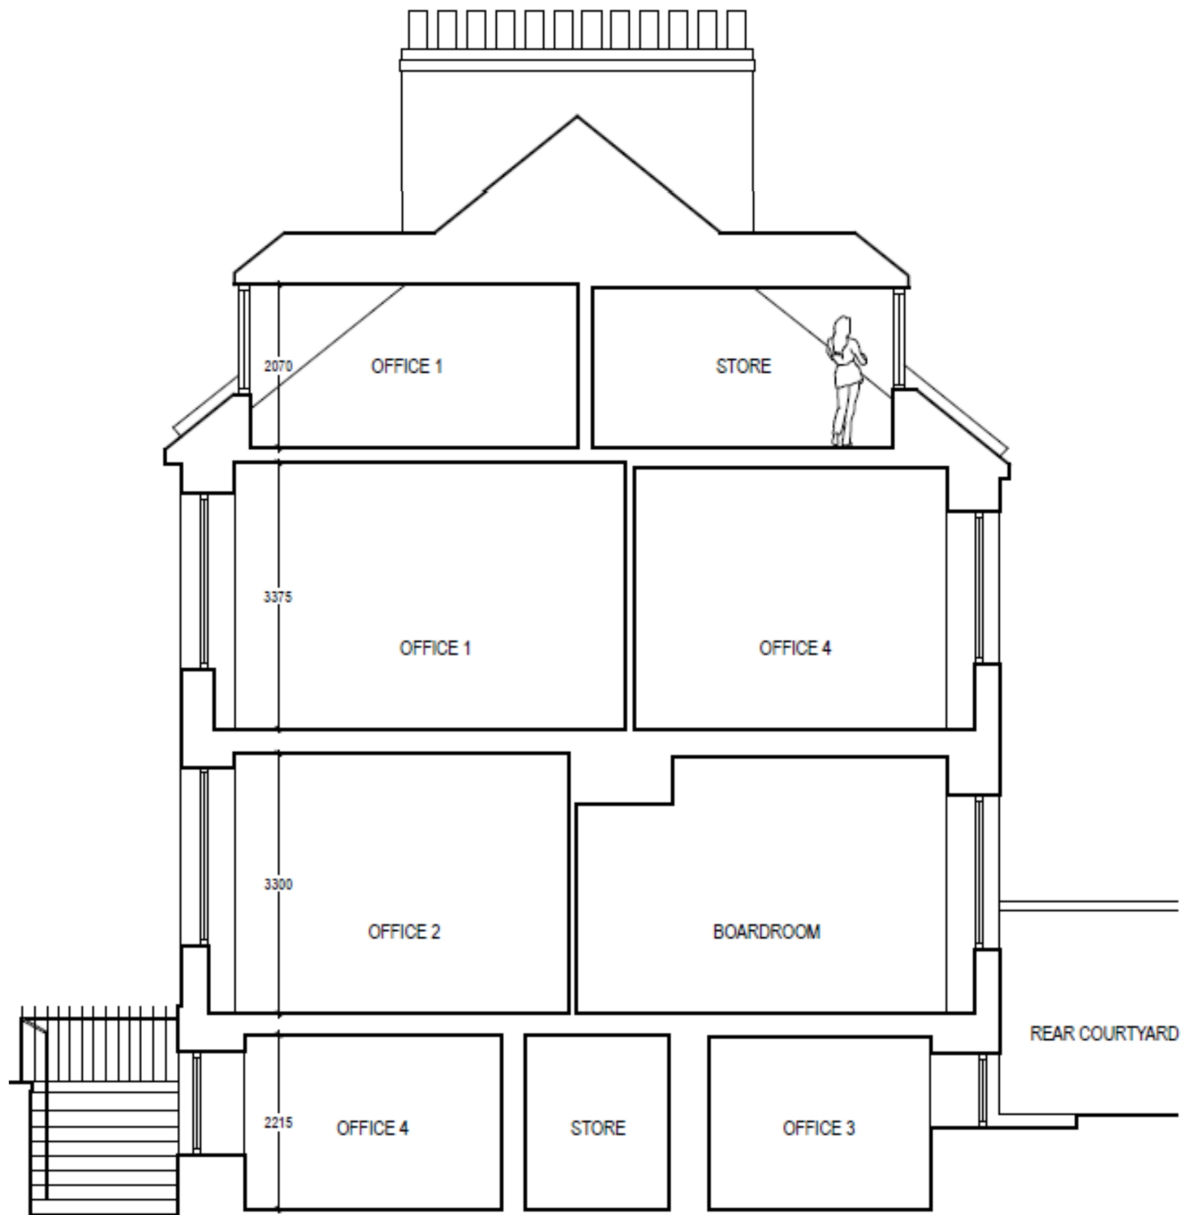 2070
OFFICE 1
STORE
3375
OFFICE 1
OFFICE 4
3300
OFFICE 2
BOARDROOM
REAR COURTYARD
2215
OFFICE 4
STORE
OFFICE 3